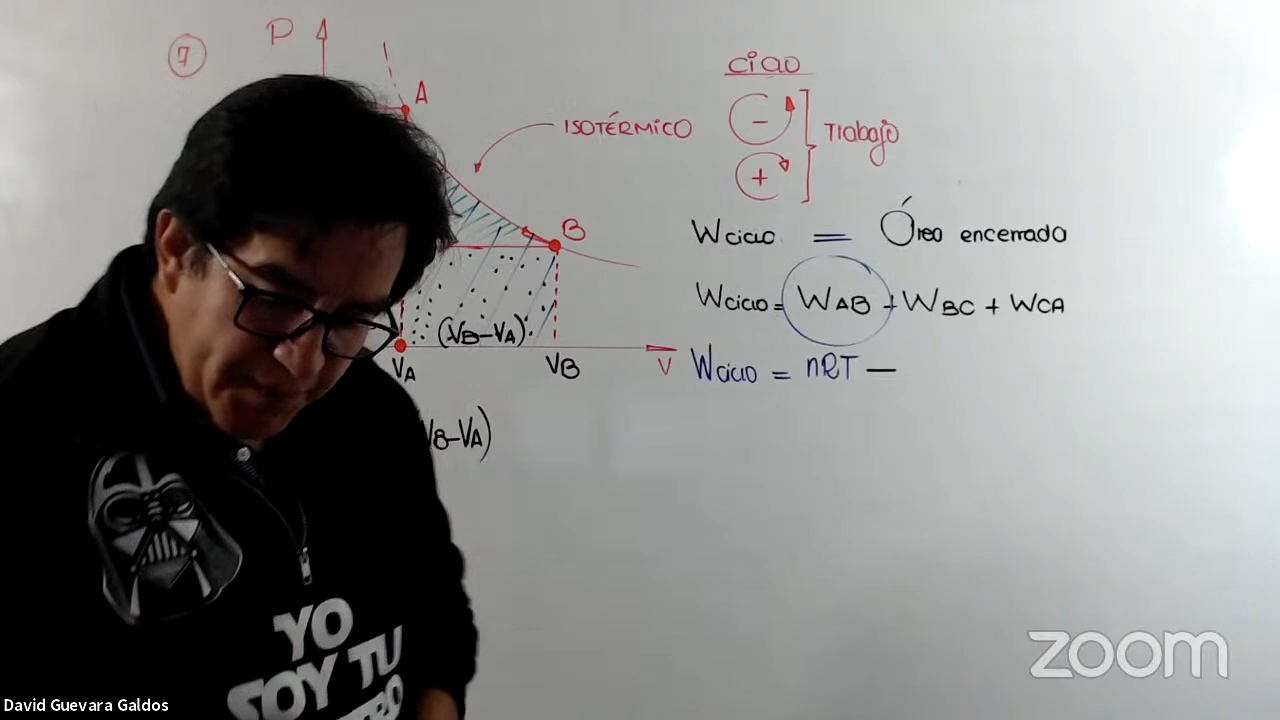 7
P
A
ISOTÉRMICO
B
(VB-VA)
VA
VB
V
VB-VA)
CiClO
-
+
Trabajo
Wciclo = Área encerrada
Wciclo = WAB + WBC + WCA
Wciclo = nRT —
YO
SOY TU
zoom
David Guevara Galdos